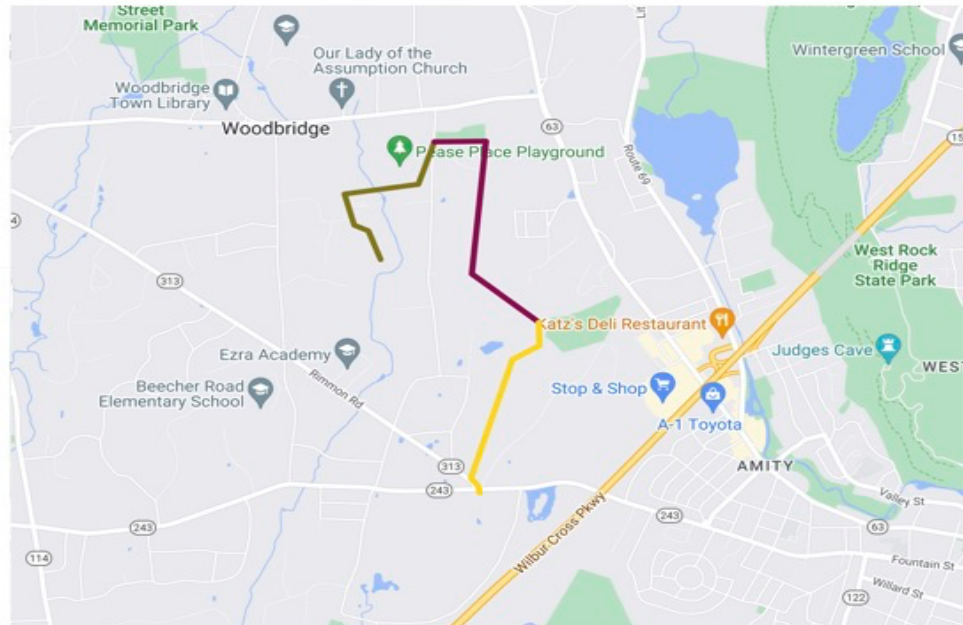 Street
Memorial Park
Our Lady of the
Assumption Church
Wintergreen School
Woodbridge
Town Library
Woodbridge
63
15
Pease Place Playground
Route 69
313
West Rock
Ridge
State Park
Katz's Deli Restaurant
Judges Cave
Ezra Academy
WEST
Rimmon Rd
Beecher Road
Elementary School
Stop & Shop
A-1 Toyota
313
AMITY
243
Valley St
243
243
63
Wilbur Cross Pkwy
114
Fountain St
Willard St
122